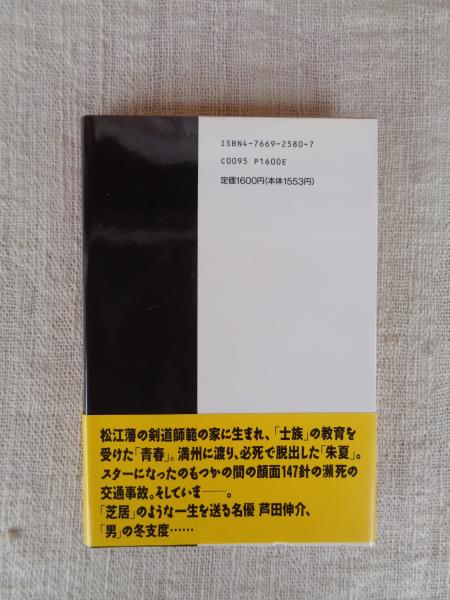 ISBN4-7669-2580-7
C0095 P1600E
定価1600円(本体1553円)
松江藩の剣道師範の家に生まれ、「士族」の教育を
受けた「青春」。満州に渡り、必死で脱出した「朱夏」。
スターになったのもつかの間の顔面147針の瀕死の
交通事故。そしていま――。
「芝居」のような一生を送る名優 芦田伸介、
「男」の冬支度……